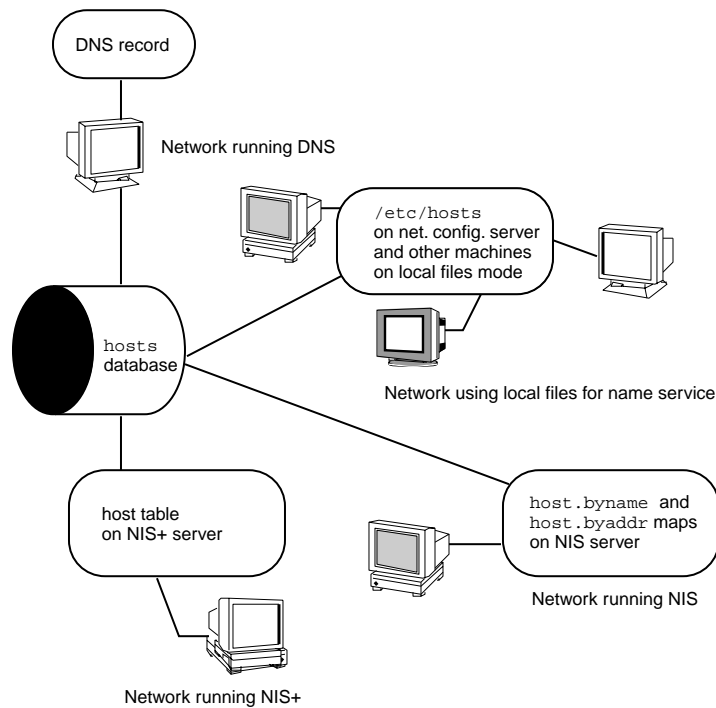 DNS record
Network running DNS
/etc/hosts
on net. config. server
and other machines
on local files mode
hosts
database
Network using local files for name service
host table
on NIS+ server
host.byname and
host.byaddr maps
on NIS server
Network running NIS
Network running NIS+